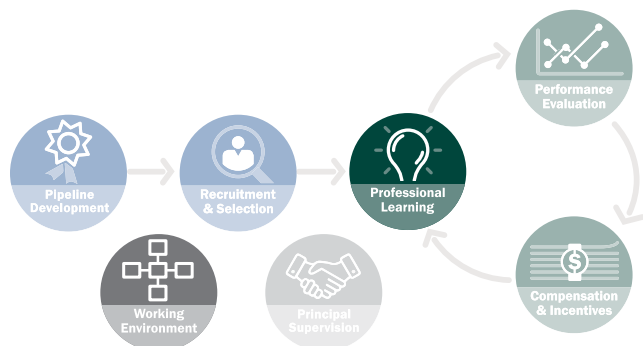 Performance
Evaluation
Pipeline
Development
Recruitment
& Selection
Professional
Learning
Compensation
& Incentives
Working
Environment
Principal
Supervision
$